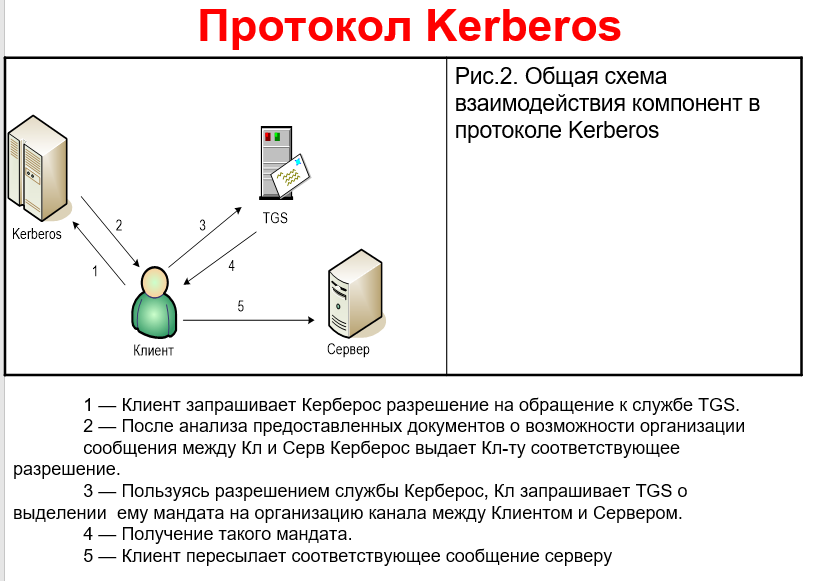 Протокол Kerberos
Рис.2. Общая схема
взаимодействия компонент в
протоколе Kerberos
Kerberos
TGS
1
2
3
4
5
Клиент
Сервер
1 — Клиент запрашивает Керберос разрешение на обращение к службе TGS.
2 — После анализа предоставленных документов о возможности организации
сообщения между Кл и Серв Керберос выдает Кл-ту соответствующее
разрешение.
3 — Пользуясь разрешением службы Керберос, Кл запрашивает TGS о
выделении ему мандата на организацию канала между Клиентом и Сервером.
4 — Получение такого мандата.
5 — Клиент пересылает соответствующее сообщение серверу